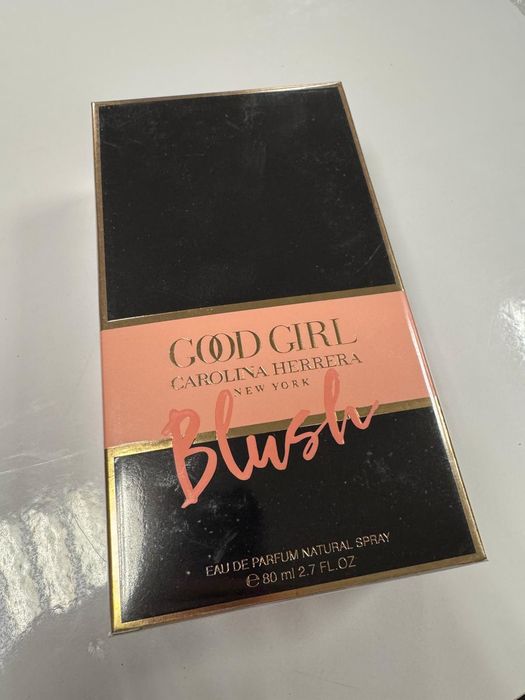 GOOD GIRL
CAROLINA HERRERA
NEW YORK
Blush
EAU DE PARFUM NATURAL SPRAY
℮ 80 ml 2.7 FL.OZ